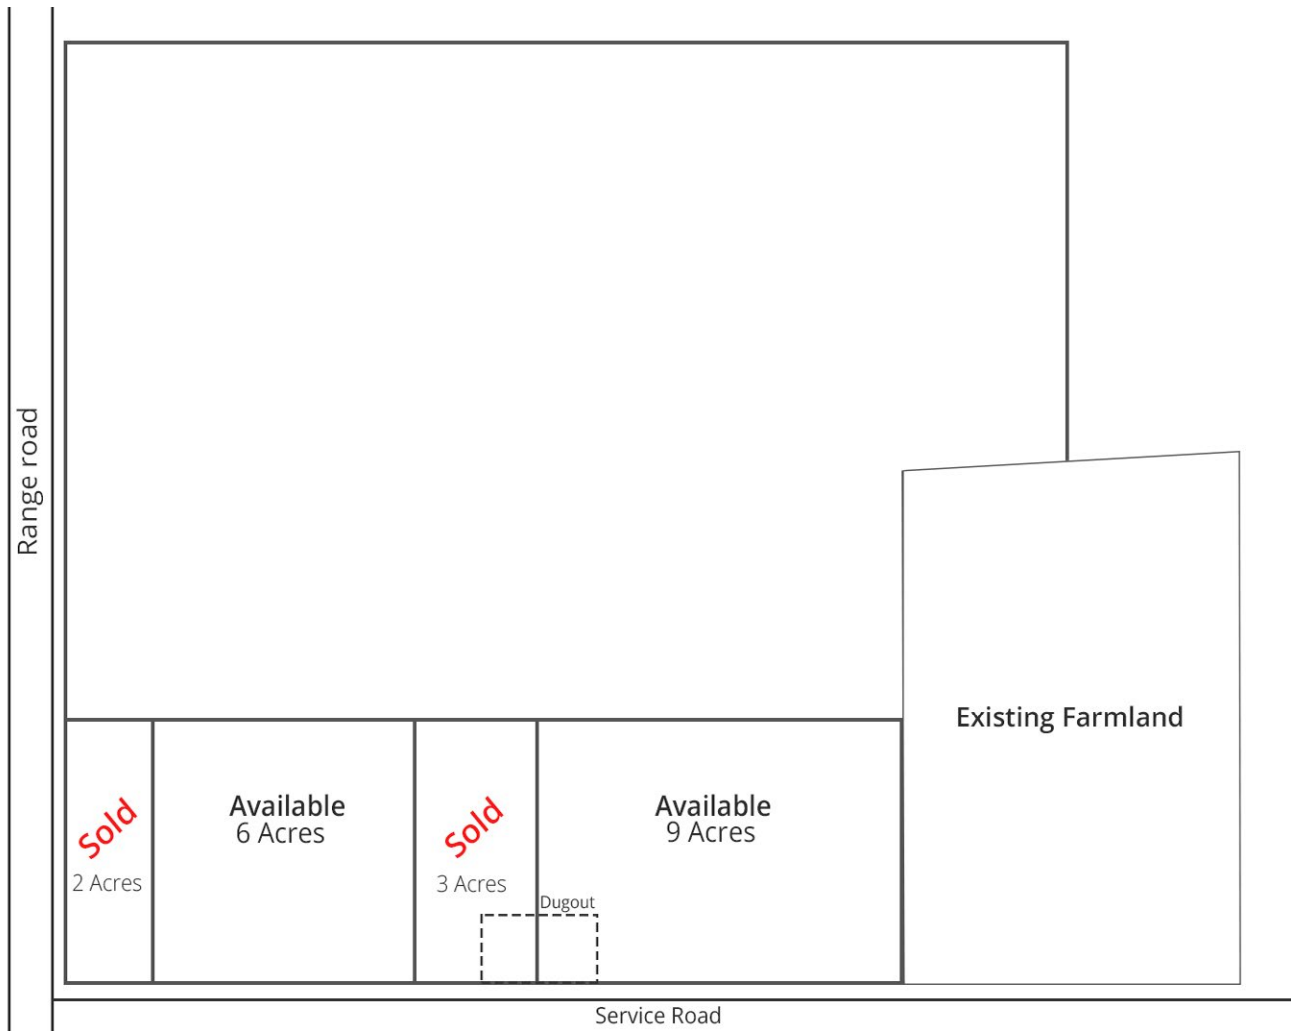 Range road
Existing Farmland
Sold
2 Acres
Available
6 Acres
Sold
3 Acres
Available
9 Acres
Dugout
Service Road